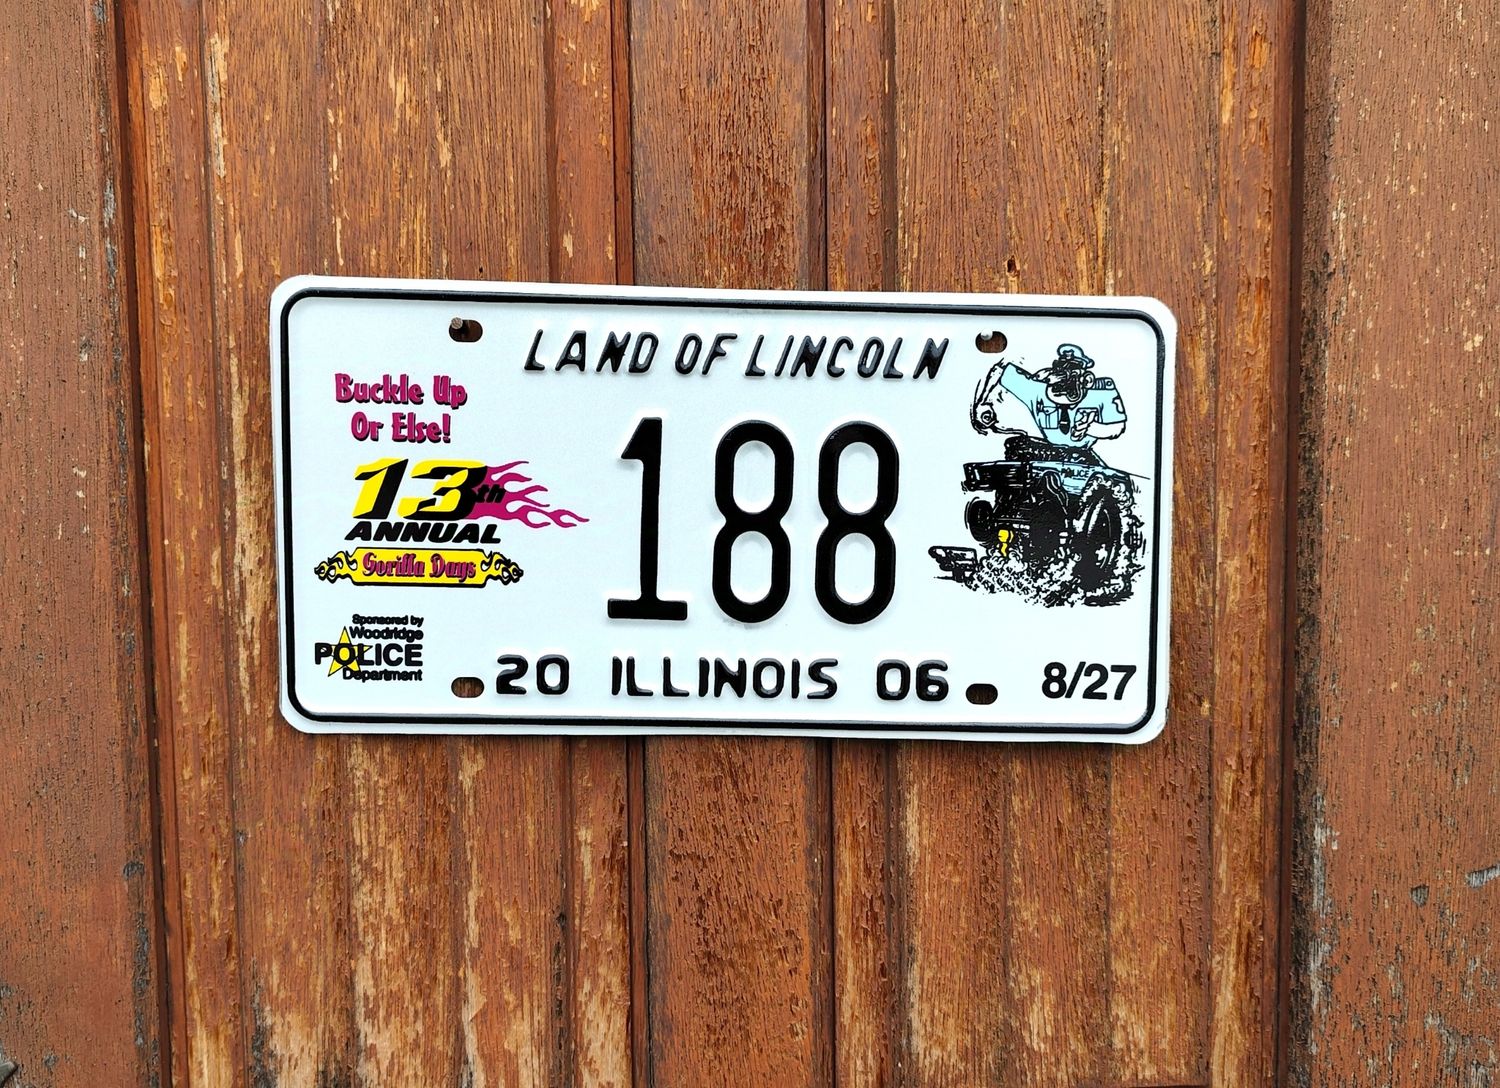 LAND OF LINCOLN
Buckle Up
Or Else!
13th
ANNUAL
Gorilla Days
188
POLICE
Sponsored by
Woodridge
POLICE
Department
20 ILLINOIS 06
8/27